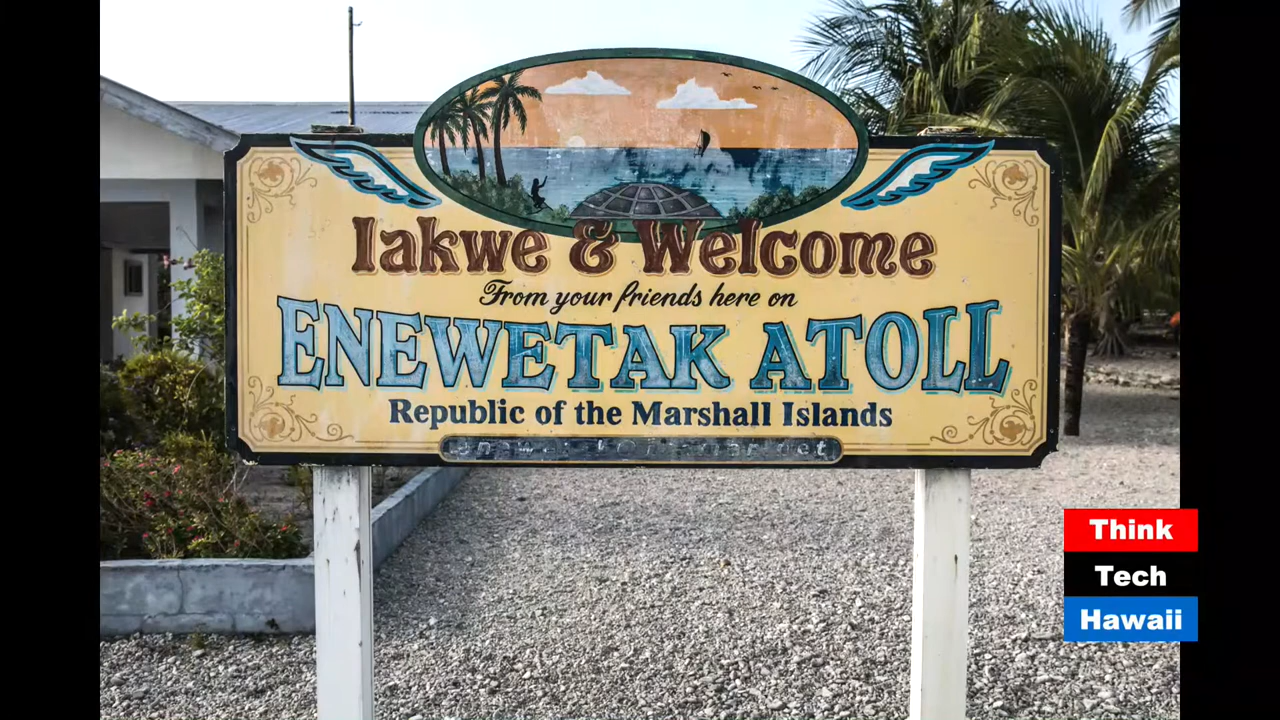 Iakwe & Welcome
From your friends here on
ENEWETAK ATOLL
Republic of the Marshall Islands
Think
Tech
Hawaii